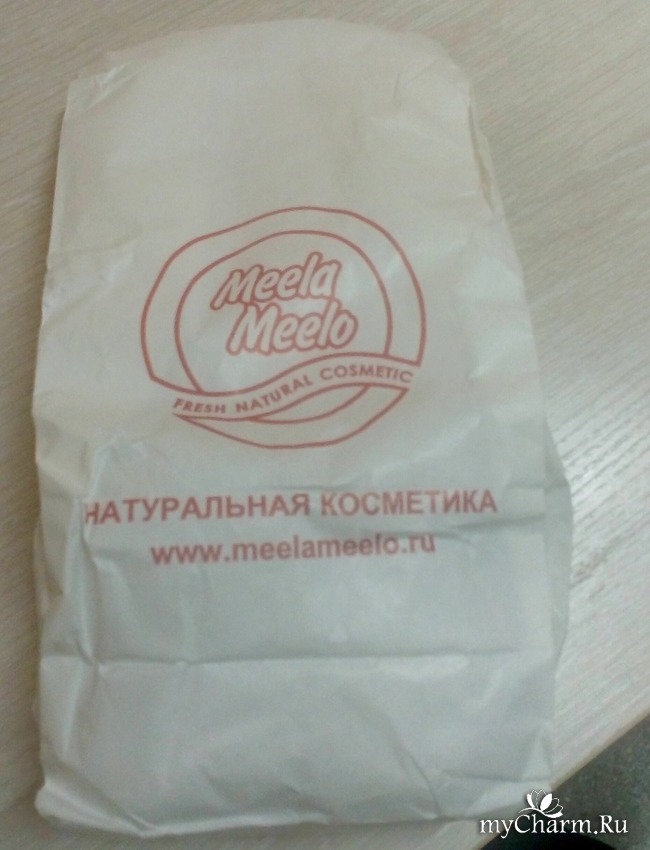 Meela
Meelo
FRESH NATURAL COSMETIC
НАТУРАЛЬНАЯ КОСМЕТИКА
www.meelameelo.ru
myCharm.Ru